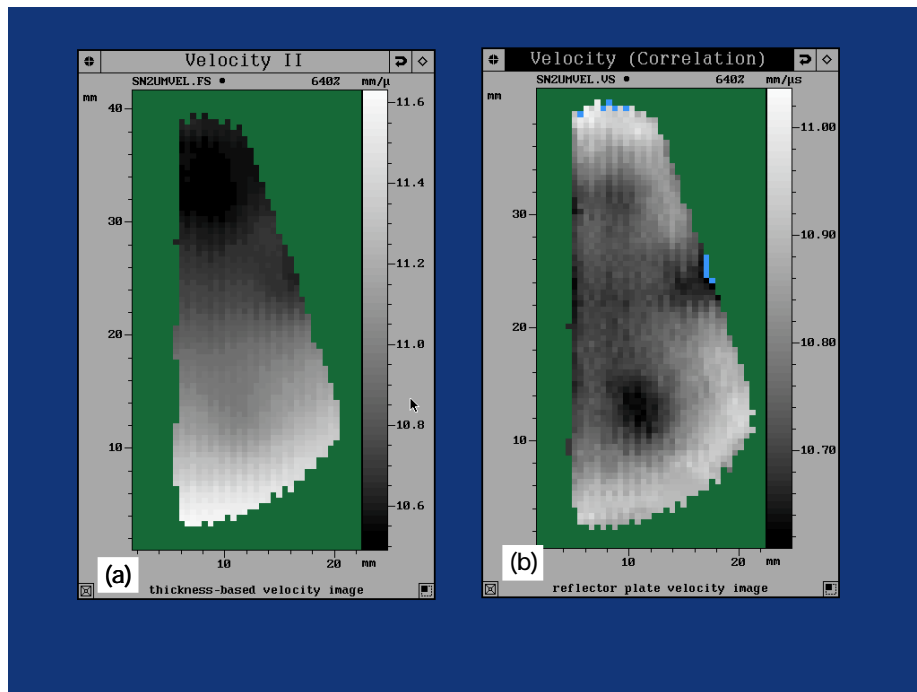 Velocity II
SN2UMVEL.FS ● 640% mm/μ
mm
40
30
20
10
10 20 mm
11.6
11.4
11.2
11.0
10.8
10.6
(a)
thickness-based velocity image
Velocity (Correlation)
SN2UMVEL.VS ● 640% mm/μs
mm
30
20
10
10 20 mm
11.00
10.90
10.80
10.70
(b)
reflector plate velocity image